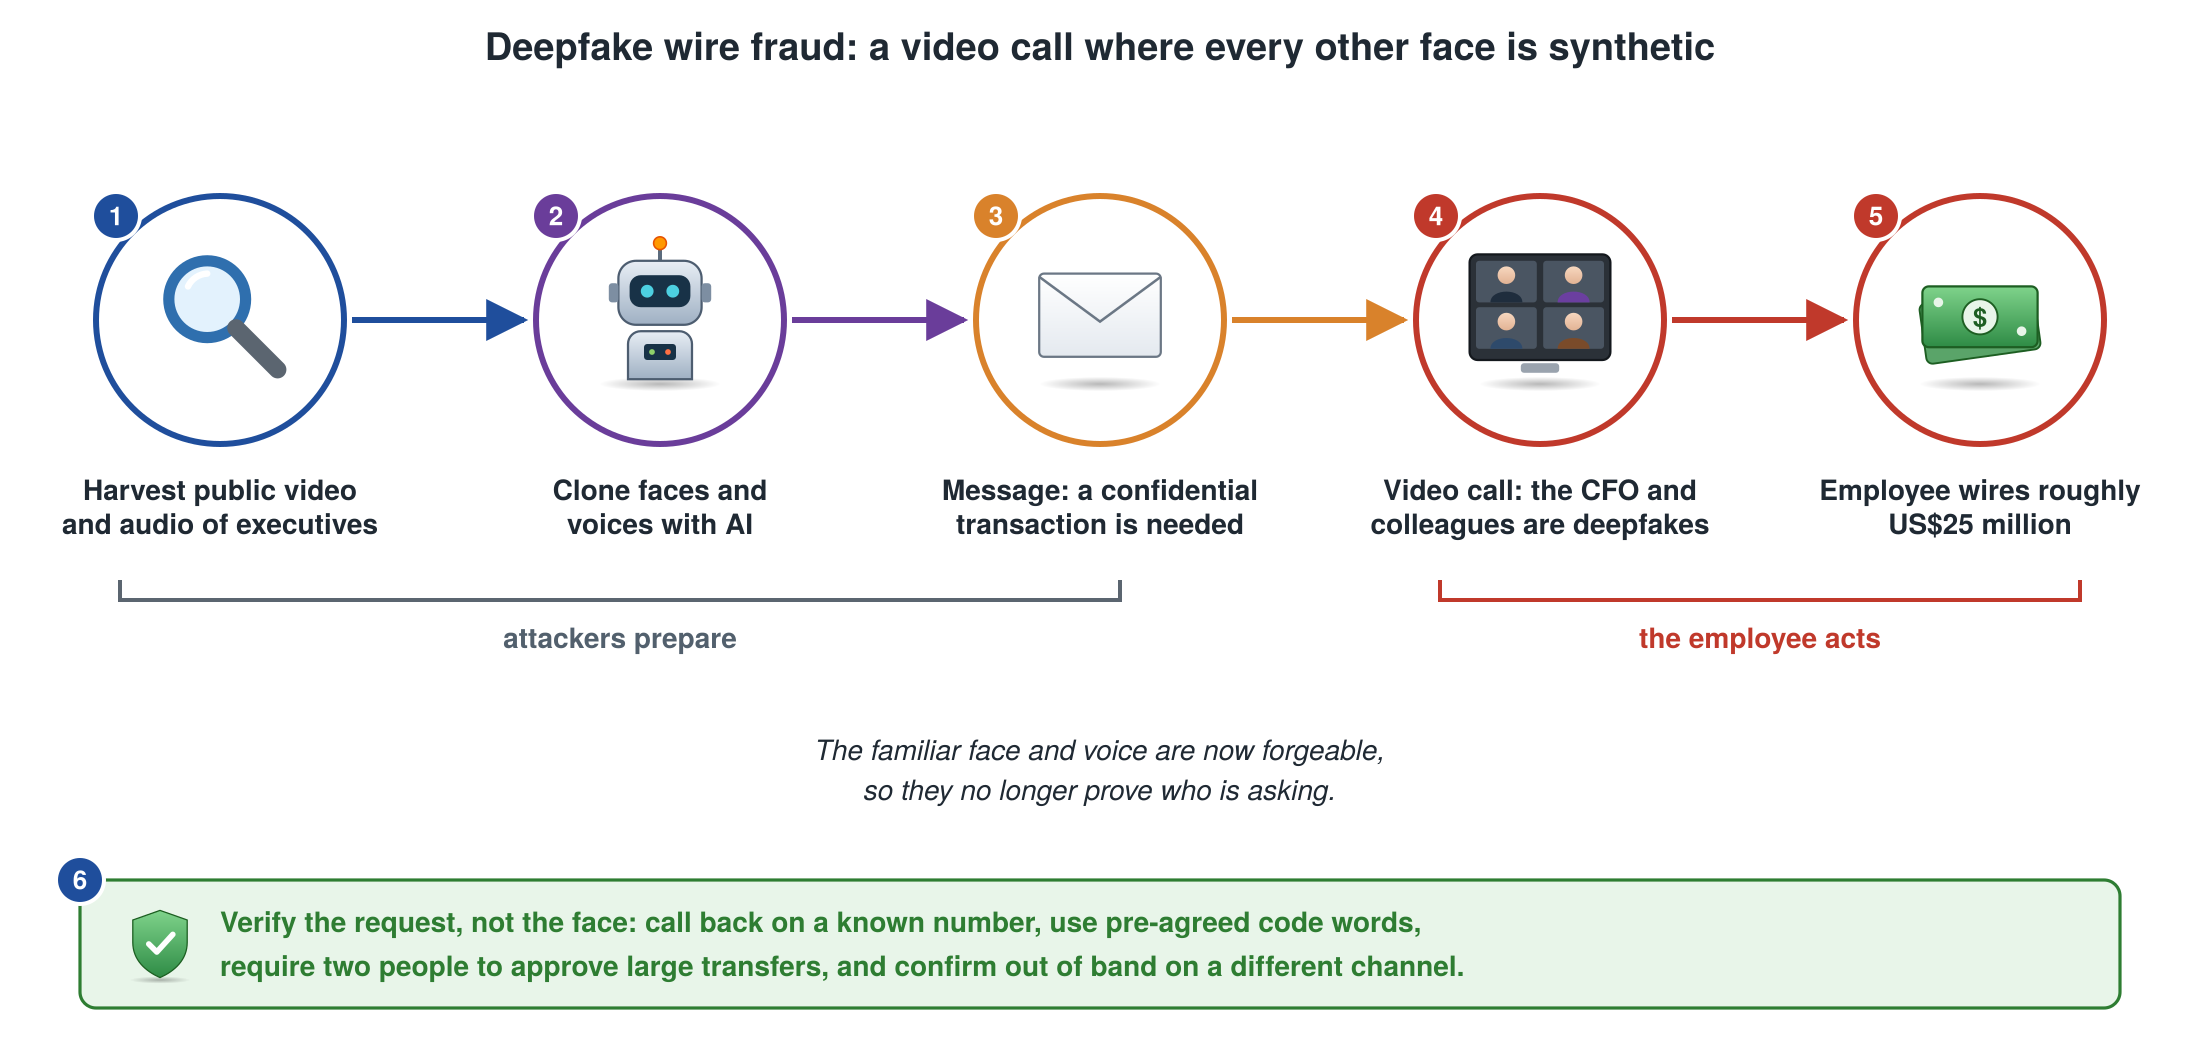 Deepfake wire fraud: a video call where every other face is synthetic
1
2
3
4
5
$
Harvest public video
and audio of executives
Clone faces and
voices with AI
Message: a confidential
transaction is needed
Video call: the CFO and
colleagues are deepfakes
Employee wires roughly
US$25 million
attackers prepare
the employee acts
The familiar face and voice are now forgeable,
so they no longer prove who is asking.
6
Verify the request, not the face: call back on a known number, use pre-agreed code words,
require two people to approve large transfers, and confirm out of band on a different channel.